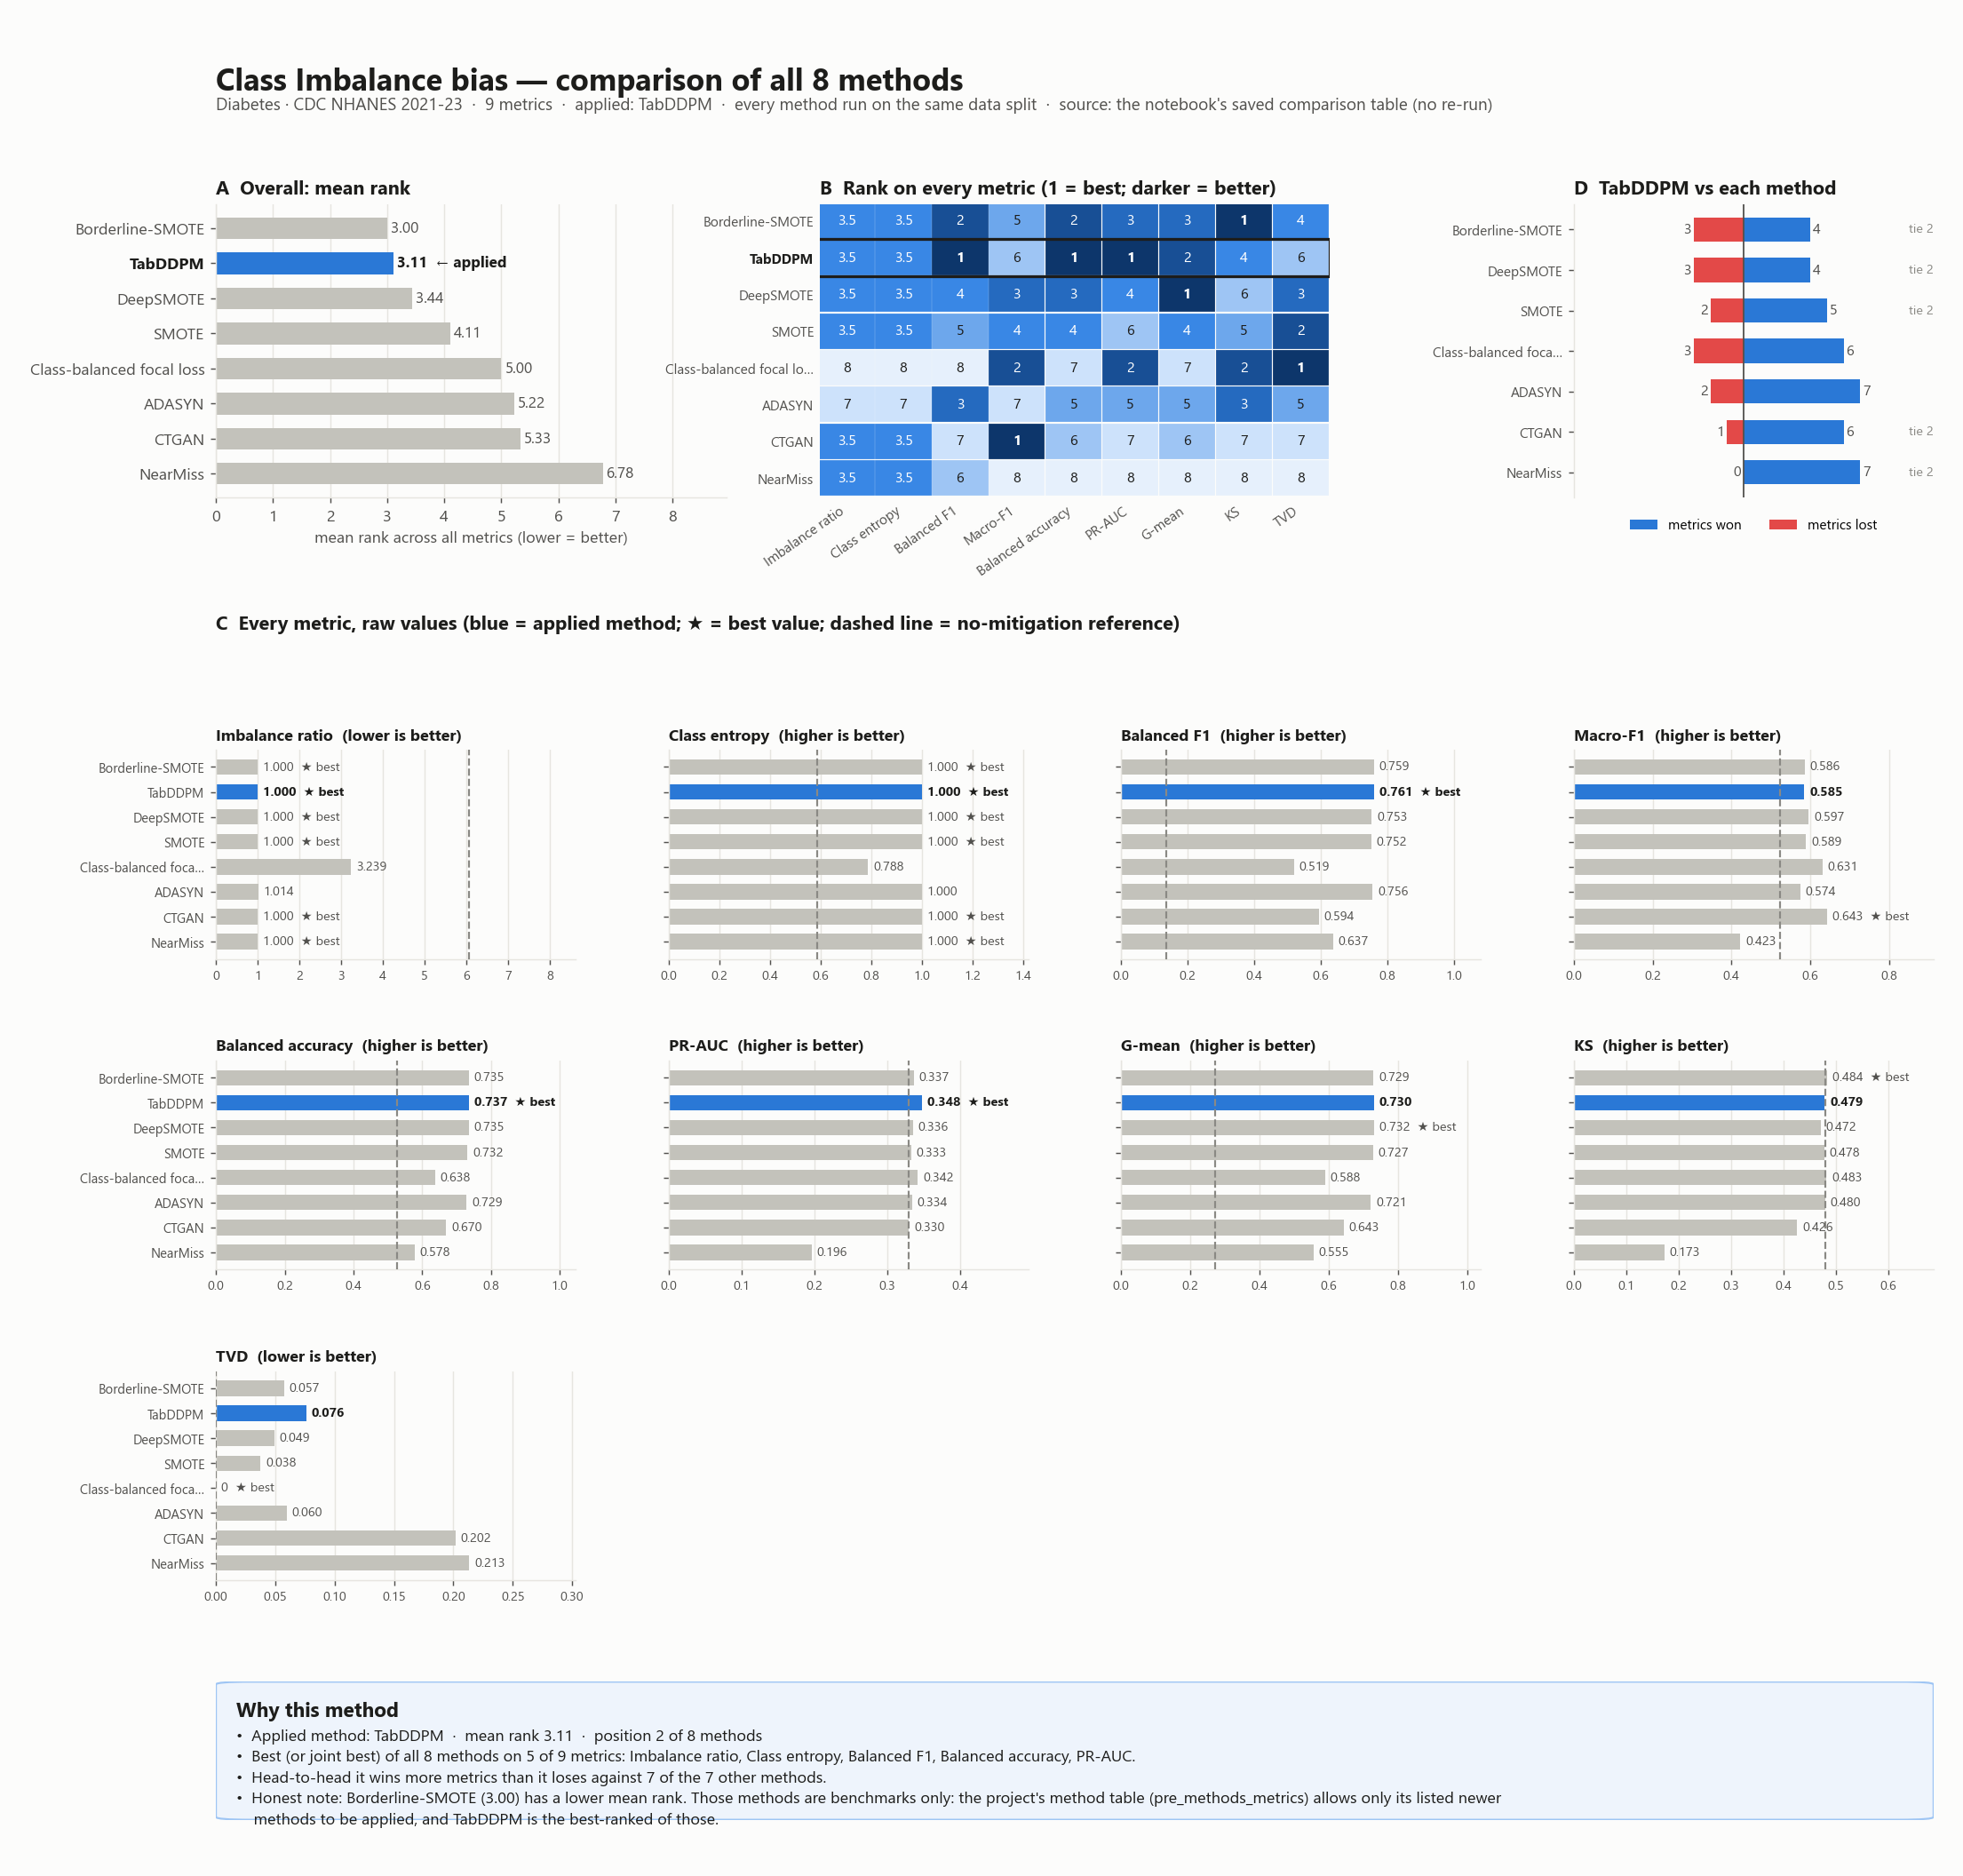 Class Imbalance bias — comparison of all 8 methods
Diabetes · CDC NHANES 2021-23 · 9 metrics · applied: TabDDPM · every method run on the same data split · source: the notebook's saved comparison table (no re-run)
A Overall: mean rank
Borderline-SMOTE 3.00
TabDDPM 3.11 ← applied
DeepSMOTE 3.44
SMOTE 4.11
Class-balanced focal loss 5.00
ADASYN 5.22
CTGAN 5.33
NearMiss 6.78
0 1 2 3 4 5 6 7 8
mean rank across all metrics (lower = better)
B Rank on every metric (1 = best; darker = better)
Borderline-SMOTE 3.5 3.5 2 5 2 3 3 1 4
TabDDPM 3.5 3.5 1 6 1 1 2 4 6
DeepSMOTE 3.5 3.5 4 3 3 4 1 6 3
SMOTE 3.5 3.5 5 4 4 6 4 5 2
Class-balanced focal lo... 8 8 8 2 7 2 7 2 1
ADASYN 7 7 3 7 5 5 5 3 5
CTGAN 3.5 3.5 7 1 6 7 6 7 7
NearMiss 3.5 3.5 6 8 8 8 8 8 8
Imbalance ratio Class entropy Balanced F1 Macro-F1 Balanced accuracy PR-AUC G-mean KS TVD
D TabDDPM vs each method
Borderline-SMOTE 3 4 tie 2
DeepSMOTE 3 4 tie 2
SMOTE 2 5 tie 2
Class-balanced foca... 3 6
ADASYN 2 7
CTGAN 1 6 tie 2
NearMiss 0 7 tie 2
metrics won metrics lost
C Every metric, raw values (blue = applied method; ★ = best value; dashed line = no-mitigation reference)
Imbalance ratio (lower is better)
Borderline-SMOTE 1.000 ★ best
TabDDPM 1.000 ★ best
DeepSMOTE 1.000 ★ best
SMOTE 1.000 ★ best
Class-balanced foca... 3.239
ADASYN 1.014
CTGAN 1.000 ★ best
NearMiss 1.000 ★ best
0 1 2 3 4 5 6 7 8
Class entropy (higher is better)
1.000 ★ best
1.000 ★ best
1.000 ★ best
1.000 ★ best
0.788
1.000
1.000 ★ best
1.000 ★ best
0.0 0.2 0.4 0.6 0.8 1.0 1.2 1.4
Balanced F1 (higher is better)
0.759
0.761 ★ best
0.753
0.752
0.519
0.756
0.594
0.637
0.0 0.2 0.4 0.6 0.8 1.0
Macro-F1 (higher is better)
0.586
0.585
0.597
0.589
0.631
0.574
0.643 ★ best
0.423
0.0 0.2 0.4 0.6 0.8
Balanced accuracy (higher is better)
Borderline-SMOTE 0.735
TabDDPM 0.737 ★ best
DeepSMOTE 0.735
SMOTE 0.732
Class-balanced foca... 0.638
ADASYN 0.729
CTGAN 0.670
NearMiss 0.578
0.0 0.2 0.4 0.6 0.8 1.0
PR-AUC (higher is better)
0.337
0.348 ★ best
0.336
0.333
0.342
0.334
0.330
0.196
0.0 0.1 0.2 0.3 0.4
G-mean (higher is better)
0.729
0.730
0.732 ★ best
0.727
0.588
0.721
0.643
0.555
0.0 0.2 0.4 0.6 0.8 1.0
KS (higher is better)
0.484 ★ best
0.479
0.472
0.478
0.483
0.480
0.426
0.173
0.0 0.1 0.2 0.3 0.4 0.5 0.6
TVD (lower is better)
Borderline-SMOTE 0.057
TabDDPM 0.076
DeepSMOTE 0.049
SMOTE 0.038
Class-balanced foca... 0 ★ best
ADASYN 0.060
CTGAN 0.202
NearMiss 0.213
0.00 0.05 0.10 0.15 0.20 0.25 0.30
Why this method
• Applied method: TabDDPM · mean rank 3.11 · position 2 of 8 methods
• Best (or joint best) of all 8 methods on 5 of 9 metrics: Imbalance ratio, Class entropy, Balanced F1, Balanced accuracy, PR-AUC.
• Head-to-head it wins more metrics than it loses against 7 of the 7 other methods.
• Honest note: Borderline-SMOTE (3.00) has a lower mean rank. Those methods are benchmarks only: the project's method table (pre_methods_metrics) allows only its listed newer
methods to be applied, and TabDDPM is the best-ranked of those.